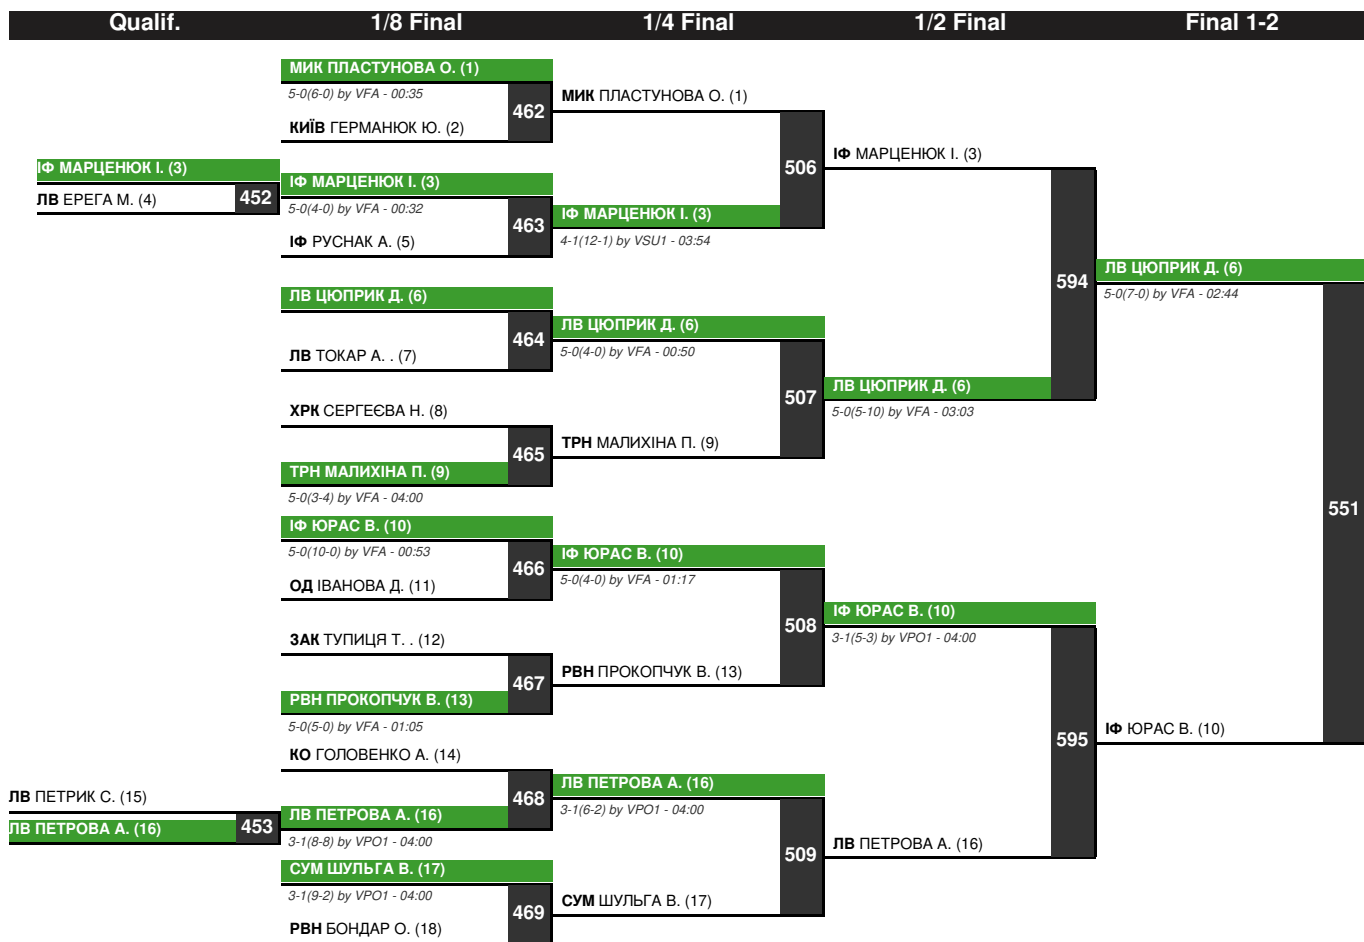 Qualif.
1/8 Final
1/4 Final
1/2 Final
Final 1-2
МИК ПЛАСТУНОВА О. (1)
5-0(6-0) by VFA - 00:35
462
КИЇВ ГЕРМАНЮК Ю. (2)
МИК ПЛАСТУНОВА О. (1)
506
ІФ МАРЦЕНЮК І. (3)
ІФ МАРЦЕНЮК І. (3)
ЛВ ЕРЕГА М. (4)
452
ІФ МАРЦЕНЮК І. (3)
5-0(4-0) by VFA - 00:32
463
ІФ РУСНАК А. (5)
ІФ МАРЦЕНЮК І. (3)
4-1(12-1) by VSU1 - 03:54
594
ЛВ ЦЮПРИК Д. (6)
5-0(7-0) by VFA - 02:44
ЛВ ЦЮПРИК Д. (6)
464
ЛВ ТОКАР А. . (7)
ЛВ ЦЮПРИК Д. (6)
5-0(4-0) by VFA - 00:50
507
ЛВ ЦЮПРИК Д. (6)
5-0(5-10) by VFA - 03:03
ХРК СЕРГЕЄВА Н. (8)
465
ТРН МАЛИХІНА П. (9)
5-0(3-4) by VFA - 04:00
ТРН МАЛИХІНА П. (9)
551
ІФ ЮРАС В. (10)
5-0(10-0) by VFA - 00:53
466
ОД ІВАНОВА Д. (11)
ІФ ЮРАС В. (10)
5-0(4-0) by VFA - 01:17
508
ІФ ЮРАС В. (10)
3-1(5-3) by VPO1 - 04:00
ЗАК ТУПИЦЯ Т. . (12)
467
РВН ПРОКОПЧУК В. (13)
5-0(5-0) by VFA - 01:05
РВН ПРОКОПЧУК В. (13)
595
ІФ ЮРАС В. (10)
КО ГОЛОВЕНКО А. (14)
468
ЛВ ПЕТРИК С. (15)
ЛВ ПЕТРОВА А. (16)
453
ЛВ ПЕТРОВА А. (16)
3-1(8-8) by VPO1 - 04:00
ЛВ ПЕТРОВА А. (16)
3-1(6-2) by VPO1 - 04:00
509
ЛВ ПЕТРОВА А. (16)
СУМ ШУЛЬГА В. (17)
3-1(9-2) by VPO1 - 04:00
469
РВН БОНДАР О. (18)
СУМ ШУЛЬГА В. (17)